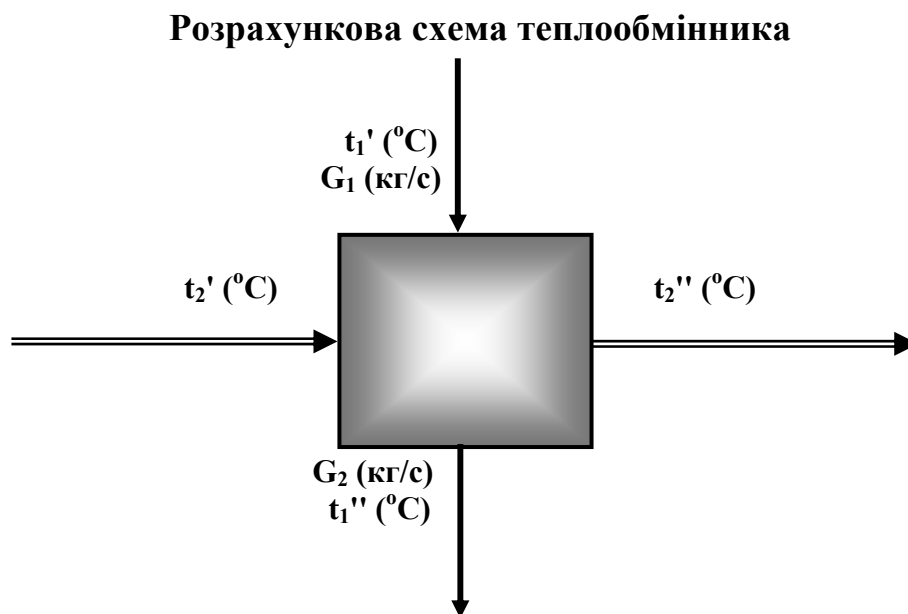 Розрахункова схема теплообмінника
t₁' (°C)
G₁ (кг/с)
t₂' (°C)
t₂'' (°C)
G₂ (кг/с)
t₁'' (°C)